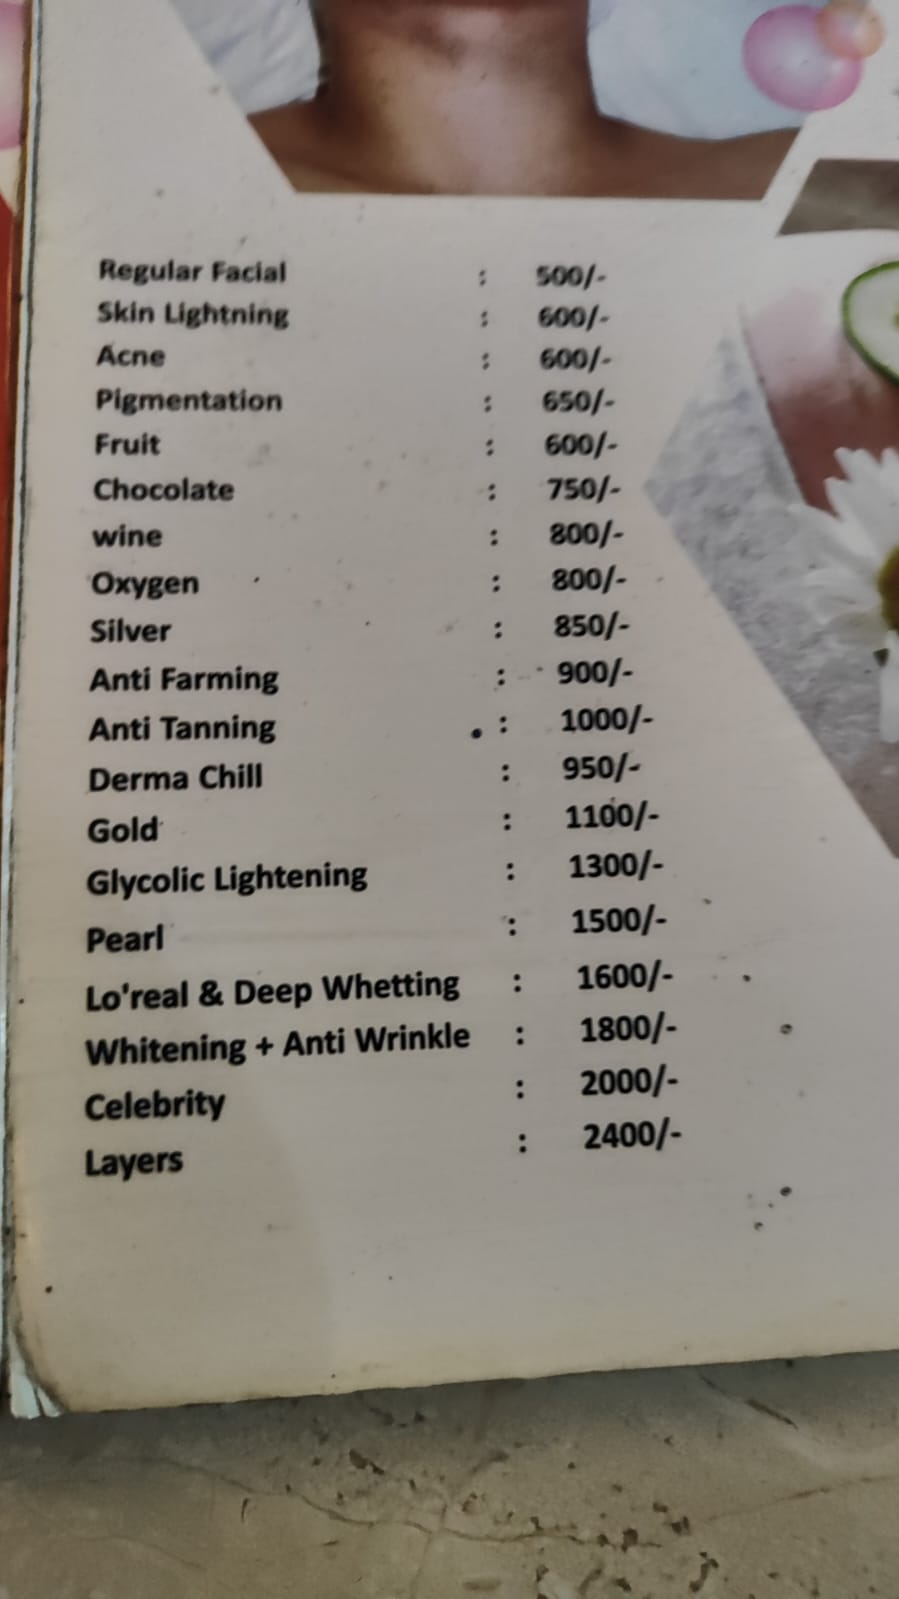 Regular Facial : 500/-
Skin Lightning : 600/-
Acne : 600/-
Pigmentation : 650/-
Fruit : 600/-
Chocolate : 750/-
wine : 800/-
Oxygen : 800/-
Silver : 850/-
Anti Farming : 900/-
Anti Tanning : 1000/-
Derma Chill : 950/-
Gold : 1100/-
Glycolic Lightening : 1300/-
Pearl : 1500/-
Lo'real & Deep Whetting : 1600/-
Whitening + Anti Wrinkle : 1800/-
Celebrity : 2000/-
Layers : 2400/-